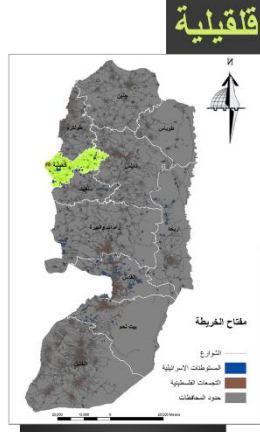 قلقيلية
N
جنين
طولكرم
طوباس
نابلس
قلقيلية
سلفيت
رام الله والبيرة
اريحا
القدس
بيت لحم
الخليل
مفتاح الخريطة
الشوارع
المستوطنات الاسرائيلية
التجمعات الفلسطينية
حدود المحافظات